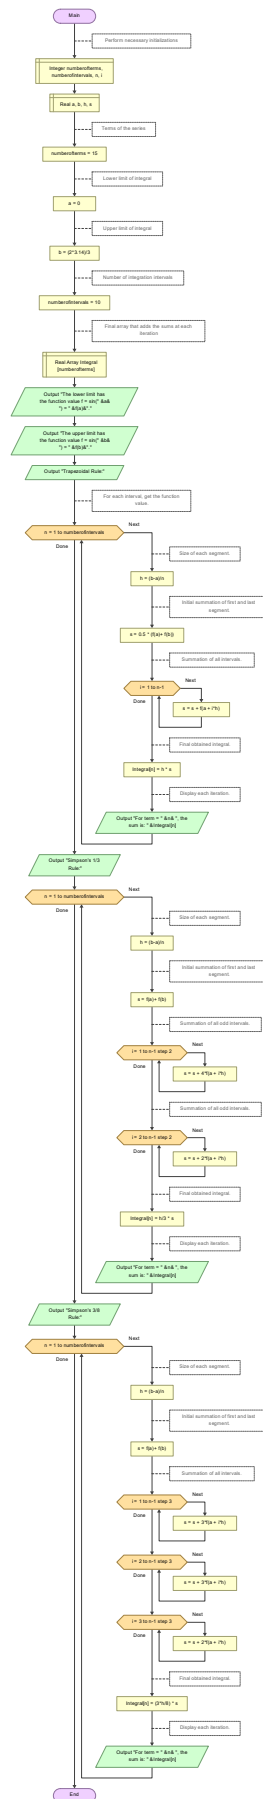 Main
Perform necessary initializations
Integer numberofterms,
numberofintervals, n, i
Real a, b, h, s
Terms of the series
numberofterms = 15
Lower limit of integral
a = 0
Upper limit of integral
b = (2*3.14)/3
Number of integration intervals
numberofintervals = 10
Final array that adds the sums at each
iteration
Real Array Integral
[numberofterms]
Output "The lower limit has
the function value f = sin(" &a&
") = " &f(a)&"."
Output "The upper limit has
the function value f = sin(" &b&
") = " &f(b)&"."
Output "Trapezoidal Rule:"
For each interval, get the function
value.
n = 1 to numberofintervals
Next
Done
Size of each segment.
h = (b-a)/n
Initial summation of first and last
segment.
s = 0.5 * (f(a)+ f(b))
Summation of all intervals.
i = 1 to n-1
Next
Done
s = s + f(a + i*h)
Final obtained integral.
Integral[n] = h * s
Display each iteration.
Output "For term = " &n& ", the
sum is: " &Integral[n]
Output "Simpson's 1/3
Rule:"
n = 1 to numberofintervals
Next
Done
Size of each segment.
h = (b-a)/n
Initial summation of first and last
segment.
s = f(a)+ f(b)
Summation of all odd intervals.
i = 1 to n-1 step 2
Next
Done
s = s + 4*f(a + i*h)
Summation of all odd intervals.
i = 2 to n-1 step 2
Next
Done
s = s + 2*f(a + i*h)
Final obtained integral.
Integral[n] = h/3 * s
Display each iteration.
Output "For term = " &n& ", the
sum is: " &Integral[n]
Output "Simpson's 3/8
Rule:"
n = 1 to numberofintervals
Next
Done
Size of each segment.
h = (b-a)/n
Initial summation of first and last
segment.
s = f(a)+ f(b)
Summation of all intervals.
i = 1 to n-1 step 3
Next
Done
s = s + 3*f(a + i*h)
i = 2 to n-1 step 3
Next
Done
s = s + 3*f(a + i*h)
i = 3 to n-1 step 3
Next
Done
s = s + 2*f(a + i*h)
Final obtained integral.
Integral[n] = (3*h/8) * s
Display each iteration.
Output "For term = " &n& ", the
sum is: " &Integral[n]
End